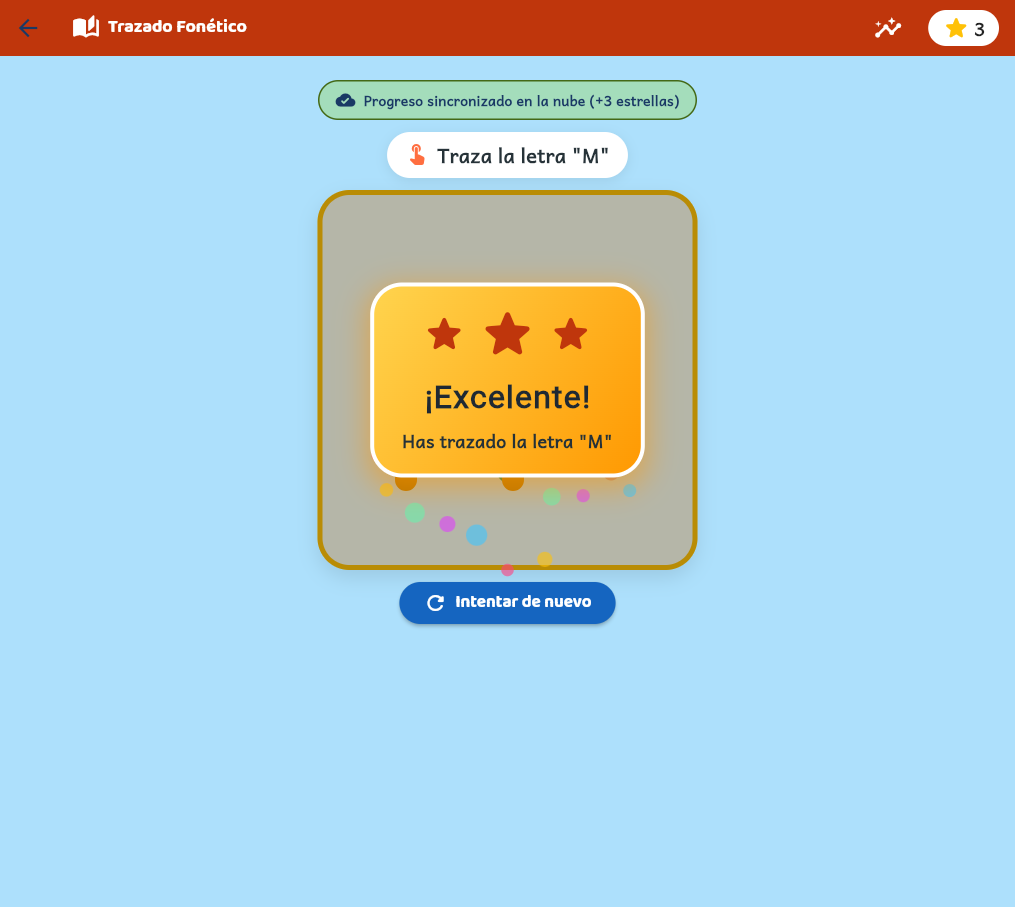 Trazado Fonético
3
Progreso sincronizado en la nube (+3 estrellas)
Traza la letra "M"
¡Excelente!
Has trazado la letra "M"
Intentar de nuevo